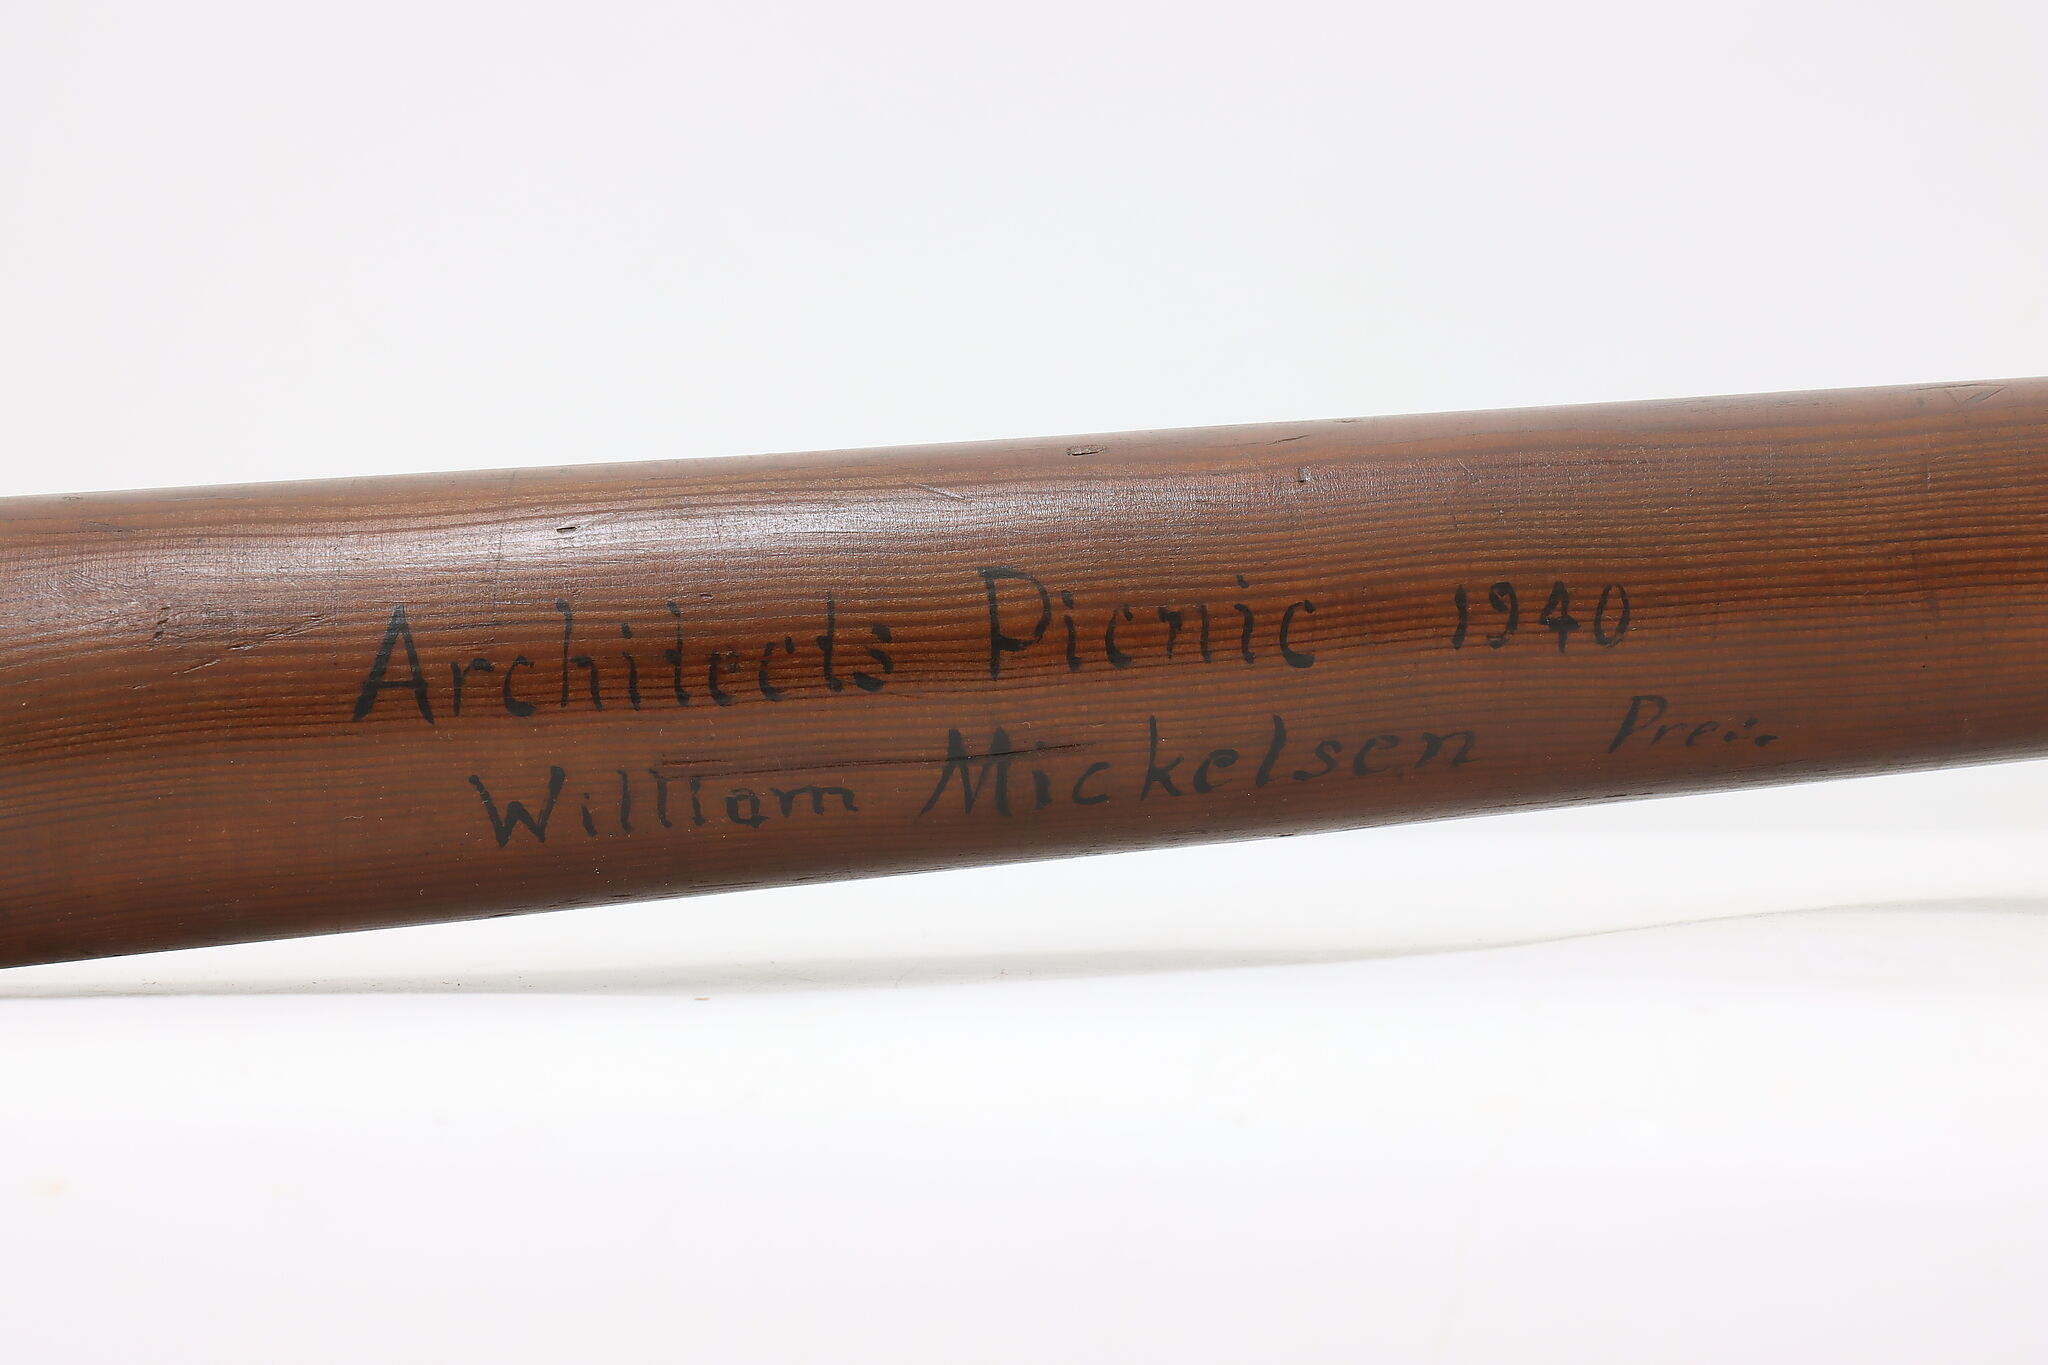 Architects Picnic 1940
William Mickelsen Pres.